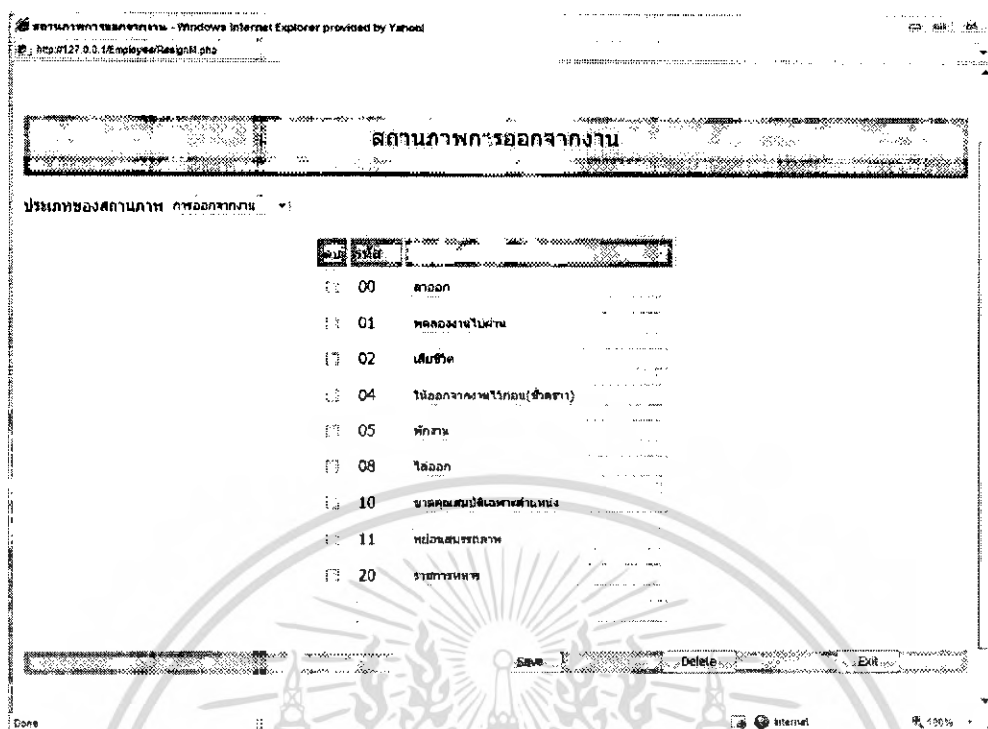 สถานภาพการออกจากงาน - Windows Internet Explorer provided by Yahoo!
http://127.0.0.1/Employee/ResignM.php
สถานภาพการออกจากงาน
ประเภทของสถานภาพ การออกจากงาน
ลบ รหัส
00 ลาออก
01 ทดลองงานไม่ผ่าน
02 เสียชีวิต
04 ให้ออกจากงานไว้ก่อน(ชั่วคราว)
05 พักงาน
08 ไล่ออก
10 ขาดคุณสมบัติเฉพาะตำแหน่ง
11 หย่อนสมรรถภาพ
20 ราชการทหาร
Save Delete Exit
Done Internet 100%